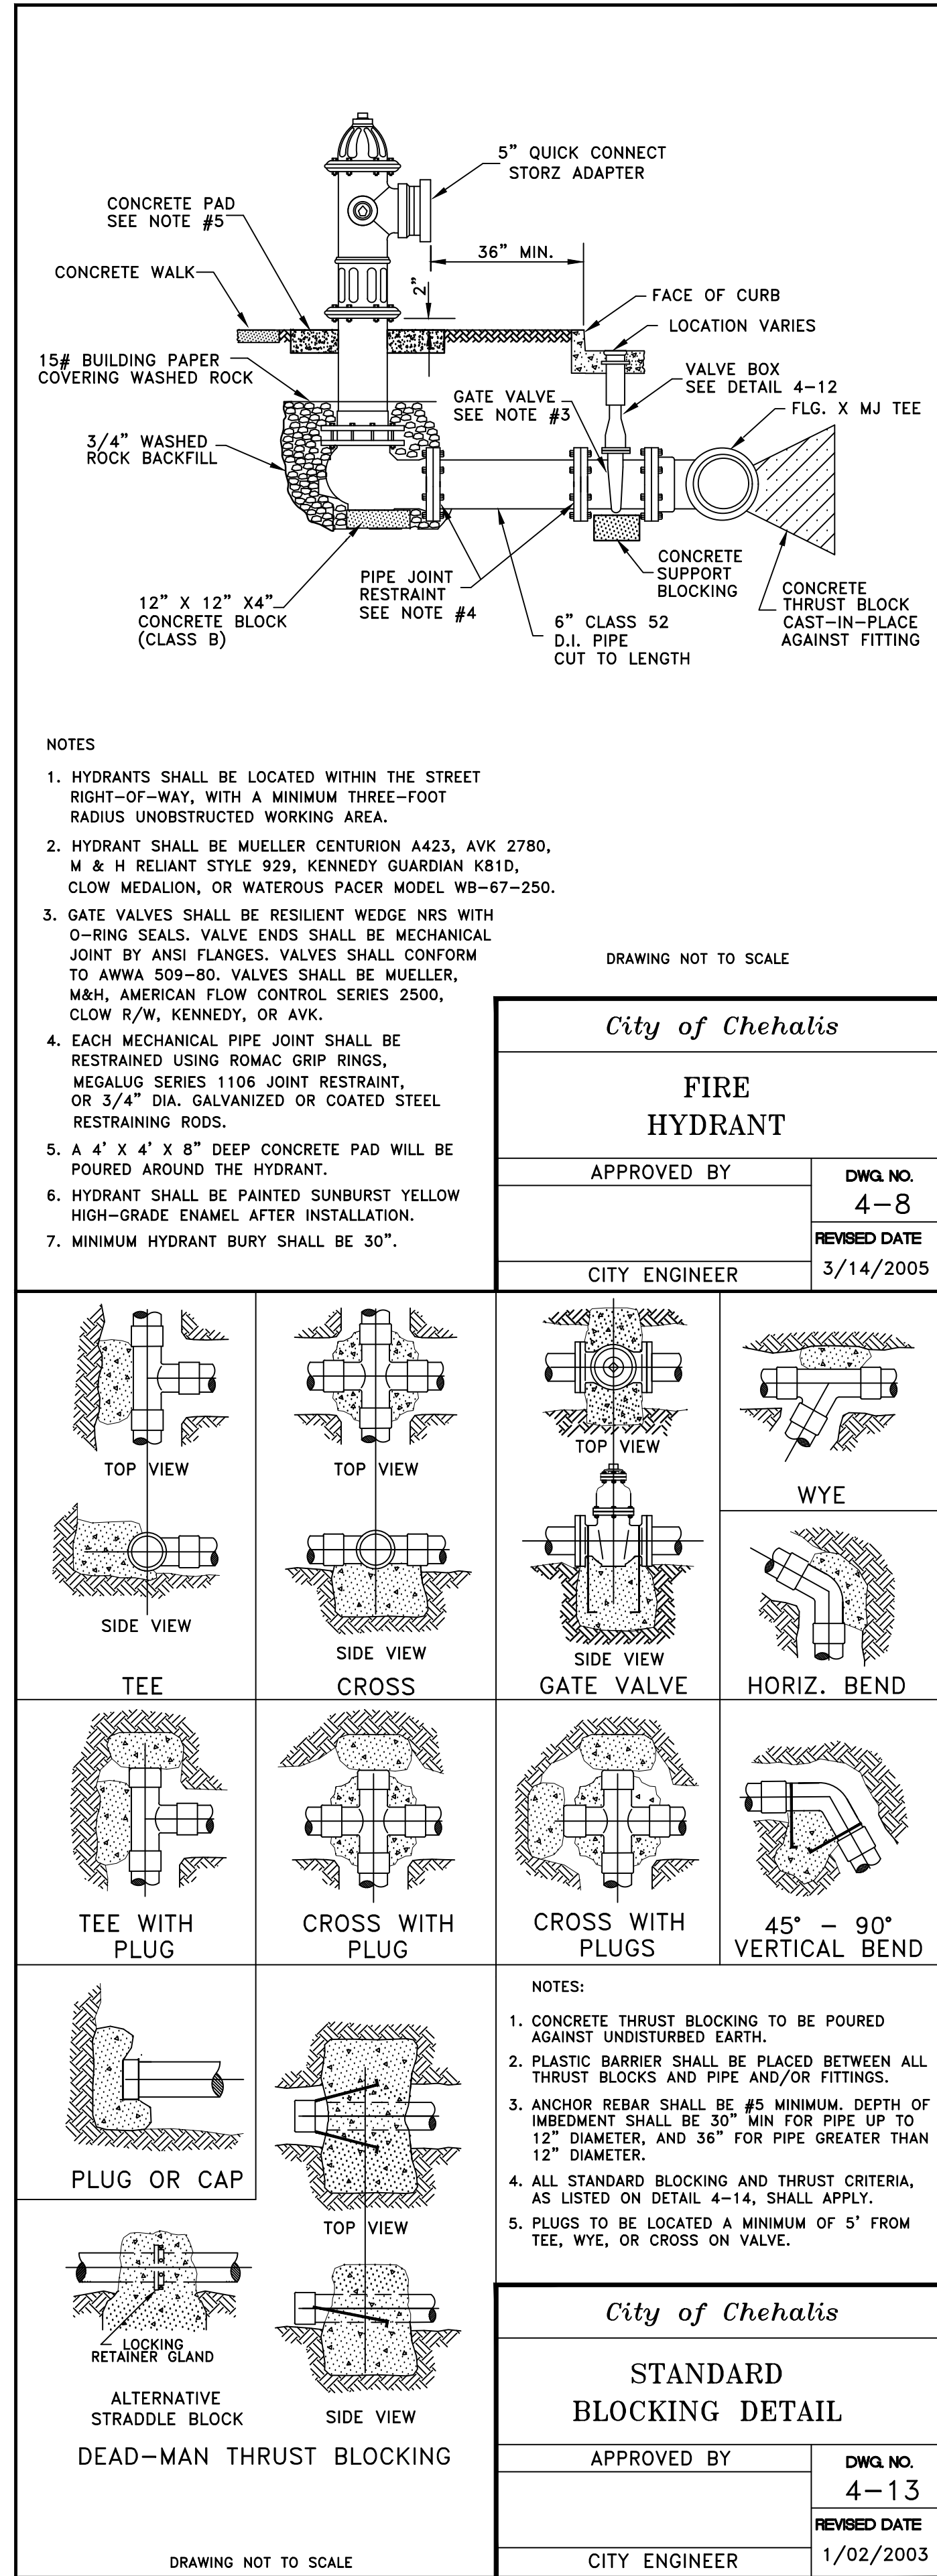 5” QUICK CONNECT
STORZ ADAPTER
CONCRETE PAD
SEE NOTE #5
36” MIN.
CONCRETE WALK
2”
FACE OF CURB
LOCATION VARIES
15# BUILDING PAPER
COVERING WASHED ROCK
VALVE BOX
SEE DETAIL 4-12
GATE VALVE
SEE NOTE #3
FLG. X MJ TEE
3/4” WASHED
ROCK BACKFILL
CONCRETE
SUPPORT
BLOCKING
PIPE JOINT
RESTRAINT
SEE NOTE #4
CONCRETE
THRUST BLOCK
CAST-IN-PLACE
AGAINST FITTING
12” X 12” X4”
CONCRETE BLOCK
(CLASS B)
6” CLASS 52
D.I. PIPE
CUT TO LENGTH
NOTES
1. HYDRANTS SHALL BE LOCATED WITHIN THE STREET
RIGHT-OF-WAY, WITH A MINIMUM THREE-FOOT
RADIUS UNOBSTRUCTED WORKING AREA.
2. HYDRANT SHALL BE MUELLER CENTURION A423, AVK 2780,
M & H RELIANT STYLE 929, KENNEDY GUARDIAN K81D,
CLOW MEDALION, OR WATEROUS PACER MODEL WB-67-250.
3. GATE VALVES SHALL BE RESILIENT WEDGE NRS WITH
O-RING SEALS. VALVE ENDS SHALL BE MECHANICAL
JOINT BY ANSI FLANGES. VALVES SHALL CONFORM
TO AWWA 509-80. VALVES SHALL BE MUELLER,
M&H, AMERICAN FLOW CONTROL SERIES 2500,
CLOW R/W, KENNEDY, OR AVK.
4. EACH MECHANICAL PIPE JOINT SHALL BE
RESTRAINED USING ROMAC GRIP RINGS,
MEGALUG SERIES 1106 JOINT RESTRAINT,
OR 3/4” DIA. GALVANIZED OR COATED STEEL
RESTRAINING RODS.
5. A 4' X 4' X 8” DEEP CONCRETE PAD WILL BE
POURED AROUND THE HYDRANT.
6. HYDRANT SHALL BE PAINTED SUNBURST YELLOW
HIGH-GRADE ENAMEL AFTER INSTALLATION.
7. MINIMUM HYDRANT BURY SHALL BE 30”.
DRAWING NOT TO SCALE
City of Chehalis
FIRE
HYDRANT
APPROVED BY
CITY ENGINEER
DWG. NO.
4-8
REVISED DATE
3/14/2005
TOP VIEW
SIDE VIEW
TEE
TOP VIEW
SIDE VIEW
CROSS
TOP VIEW
SIDE VIEW
GATE VALVE
WYE
HORIZ. BEND
TEE WITH
PLUG
CROSS WITH
PLUG
CROSS WITH
PLUGS
45° - 90°
VERTICAL BEND
PLUG OR CAP
TOP VIEW
LOCKING
RETAINER GLAND
ALTERNATIVE
STRADDLE BLOCK
SIDE VIEW
DEAD-MAN THRUST BLOCKING
DRAWING NOT TO SCALE
NOTES:
1. CONCRETE THRUST BLOCKING TO BE POURED
AGAINST UNDISTURBED EARTH.
2. PLASTIC BARRIER SHALL BE PLACED BETWEEN ALL
THRUST BLOCKS AND PIPE AND/OR FITTINGS.
3. ANCHOR REBAR SHALL BE #5 MINIMUM. DEPTH OF
IMBEDMENT SHALL BE 30” MIN FOR PIPE UP TO
12” DIAMETER, AND 36” FOR PIPE GREATER THAN
12” DIAMETER.
4. ALL STANDARD BLOCKING AND THRUST CRITERIA,
AS LISTED ON DETAIL 4-14, SHALL APPLY.
5. PLUGS TO BE LOCATED A MINIMUM OF 5' FROM
TEE, WYE, OR CROSS ON VALVE.
City of Chehalis
STANDARD
BLOCKING DETAIL
APPROVED BY
CITY ENGINEER
DWG. NO.
4-13
REVISED DATE
1/02/2003